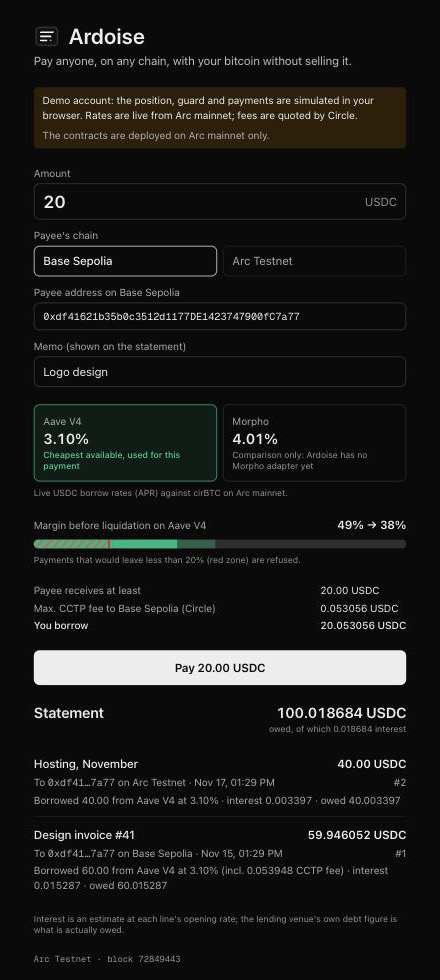 Ardoise
Pay anyone, on any chain, with your bitcoin without selling it.
Demo account: the position, guard and payments are simulated in your
browser. Rates are live from Arc mainnet; fees are quoted by Circle.
The contracts are deployed on Arc mainnet only.
Amount
20 USDC
Payee's chain
Base Sepolia Arc Testnet
Payee address on Base Sepolia
0xdf41621b35b0c3512d1177DE1423747900fC7a77
Memo (shown on the statement)
Logo design
Aave V4
3.10%
Cheapest available, used for this
payment
Morpho
4.01%
Comparison only: Ardoise has no
Morpho adapter yet
Live USDC borrow rates (APR) against cirBTC on Arc mainnet.
Margin before liquidation on Aave V4 49% → 38%
Payments that would leave less than 20% (red zone) are refused.
Payee receives at least 20.00 USDC
Max. CCTP fee to Base Sepolia (Circle) 0.053056 USDC
You borrow 20.053056 USDC
Pay 20.00 USDC
Statement 100.018684 USDC
owed, of which 0.018684 interest
Hosting, November 40.00 USDC
To 0xdf41…7a77 on Arc Testnet · Nov 17, 01:29 PM #2
Borrowed 40.00 from Aave V4 at 3.10% · interest 0.003397 · owed 40.003397
Design invoice #41 59.946052 USDC
To 0xdf41…7a77 on Base Sepolia · Nov 15, 01:29 PM #1
Borrowed 60.00 from Aave V4 at 3.10% (incl. 0.053948 CCTP fee) · interest
0.015287 · owed 60.015287
Interest is an estimate at each line's opening rate; the lending venue's own debt figure is
what is actually owed.
Arc Testnet · block 72849443